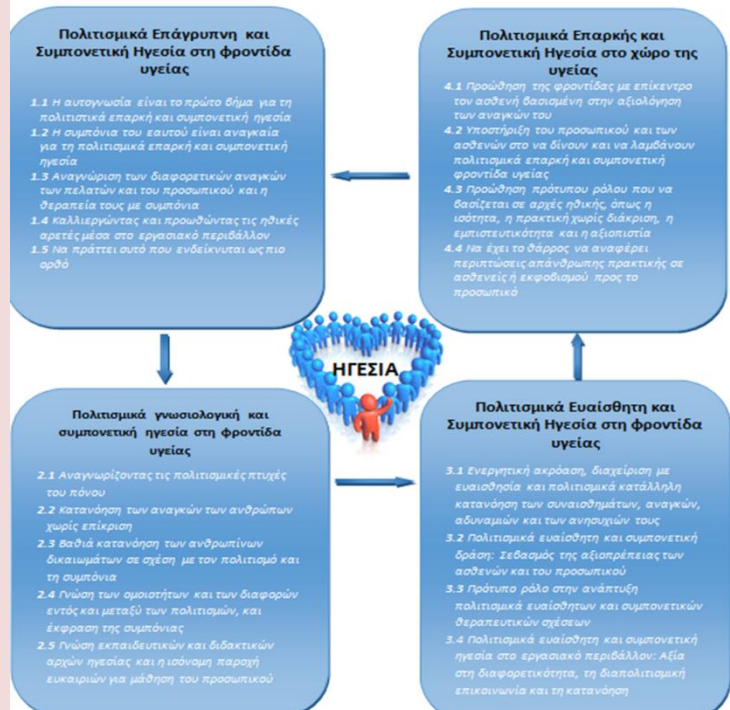 Πολιτισμικά Επάγρυπνη και
Συμπονετική Ηγεσία στη φροντίδα
υγείας
1.1 Η αυτογνωσία είναι το πρώτο βήμα για τη
πολιτιστικά επαρκή και συμπονετική ηγεσία
1.2 Η συμπόνια του εαυτού είναι αναγκαία
για τη πολιτισμικά επαρκή και συμπονετική
ηγεσία
1.3 Αναγνώριση των διαφορετικών αναγκών
των πελατών και του προσωπικού και η
θεραπεία τους με συμπόνια
1.4 Καλλιεργώντας και προωθώντας τις ηθικές
αρετές μέσα στο εργασιακό περιβάλλον
1.5 Να πράττει αυτό που ενδείκνυται ως πιο
ορθό
Πολιτισμικά Επαρκής και
Συμπονετική Ηγεσία στο χώρο της
υγείας
4.1 Προώθηση της φροντίδας με επίκεντρο
τον ασθενή βασισμένη στην αξιολόγηση
των αναγκών του
4.2 Υποστήριξη του προσωπικού και των
ασθενών στο να δίνουν και να λαμβάνουν
πολιτισμικά επαρκή και συμπονετική
φροντίδα υγείας
4.3 Προώθηση πρότυπου ρόλου που να
βασίζεται σε αρχές ηθικής, όπως η
ισότητα, η πρακτική χωρίς διάκριση, η
εμπιστευτικότητα και η αξιοπιστία
4.4 Να έχει το θάρρος να αναφέρει
περιπτώσεις απάνθρωπης πρακτικής σε
ασθενείς ή εκφοβισμού προς το
προσωπικό
ΗΓΕΣΙΑ
Πολιτισμικά γνωσιολογική και
συμπονετική ηγεσία στη φροντίδα
υγείας
2.1 Αναγνωρίζοντας τις πολιτισμικές πτυχές
του πόνου
2.2 Κατανόηση των αναγκών των ανθρώπων
χωρίς επίκριση
2.3 Βαθιά κατανόηση των ανθρωπίνων
δικαιωμάτων σε σχέση με τον πολιτισμό και
τη συμπόνια
2.4 Γνώση των ομοιοτήτων και των διαφορών
εντός και μεταξύ των πολιτισμών, και
έκφραση της συμπόνιας
2.5 Γνώση εκπαιδευτικών και διδακτικών
αρχών ηγεσίας και η ισόνομη παροχή
ευκαιριών για μάθηση του προσωπικού
Πολιτισμικά Ευαίσθητη και
Συμπονετική Ηγεσία στη φροντίδα
υγείας
3.1 Ενεργητική ακρόαση, διαχείριση με
ευαισθησία και πολιτισμικά κατάλληλη
κατανόηση των συναισθημάτων, αναγκών,
αδυναμιών και των ανησυχιών τους
3.2 Πολιτισμικά ευαίσθητη και συμπονετική
δράση: Σεβασμός της αξιοπρέπειας των
ασθενών και του προσωπικού
3.3 Πρότυπο ρόλο στην ανάπτυξη
πολιτισμικά ευαίσθητων και συμπονετικών
θεραπευτικών σχέσεων
3.4 Πολιτισμικά ευαίσθητη και συμπονετική
ηγεσία στο εργασιακό περιβάλλον: Αξία
στη διαφορετικότητα, τη διαπολιτισμική
επικοινωνία και τη κατανόηση